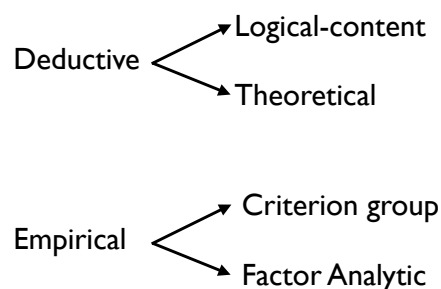 Logical-content
Deductive
Theoretical
Criterion group
Empirical
Factor Analytic